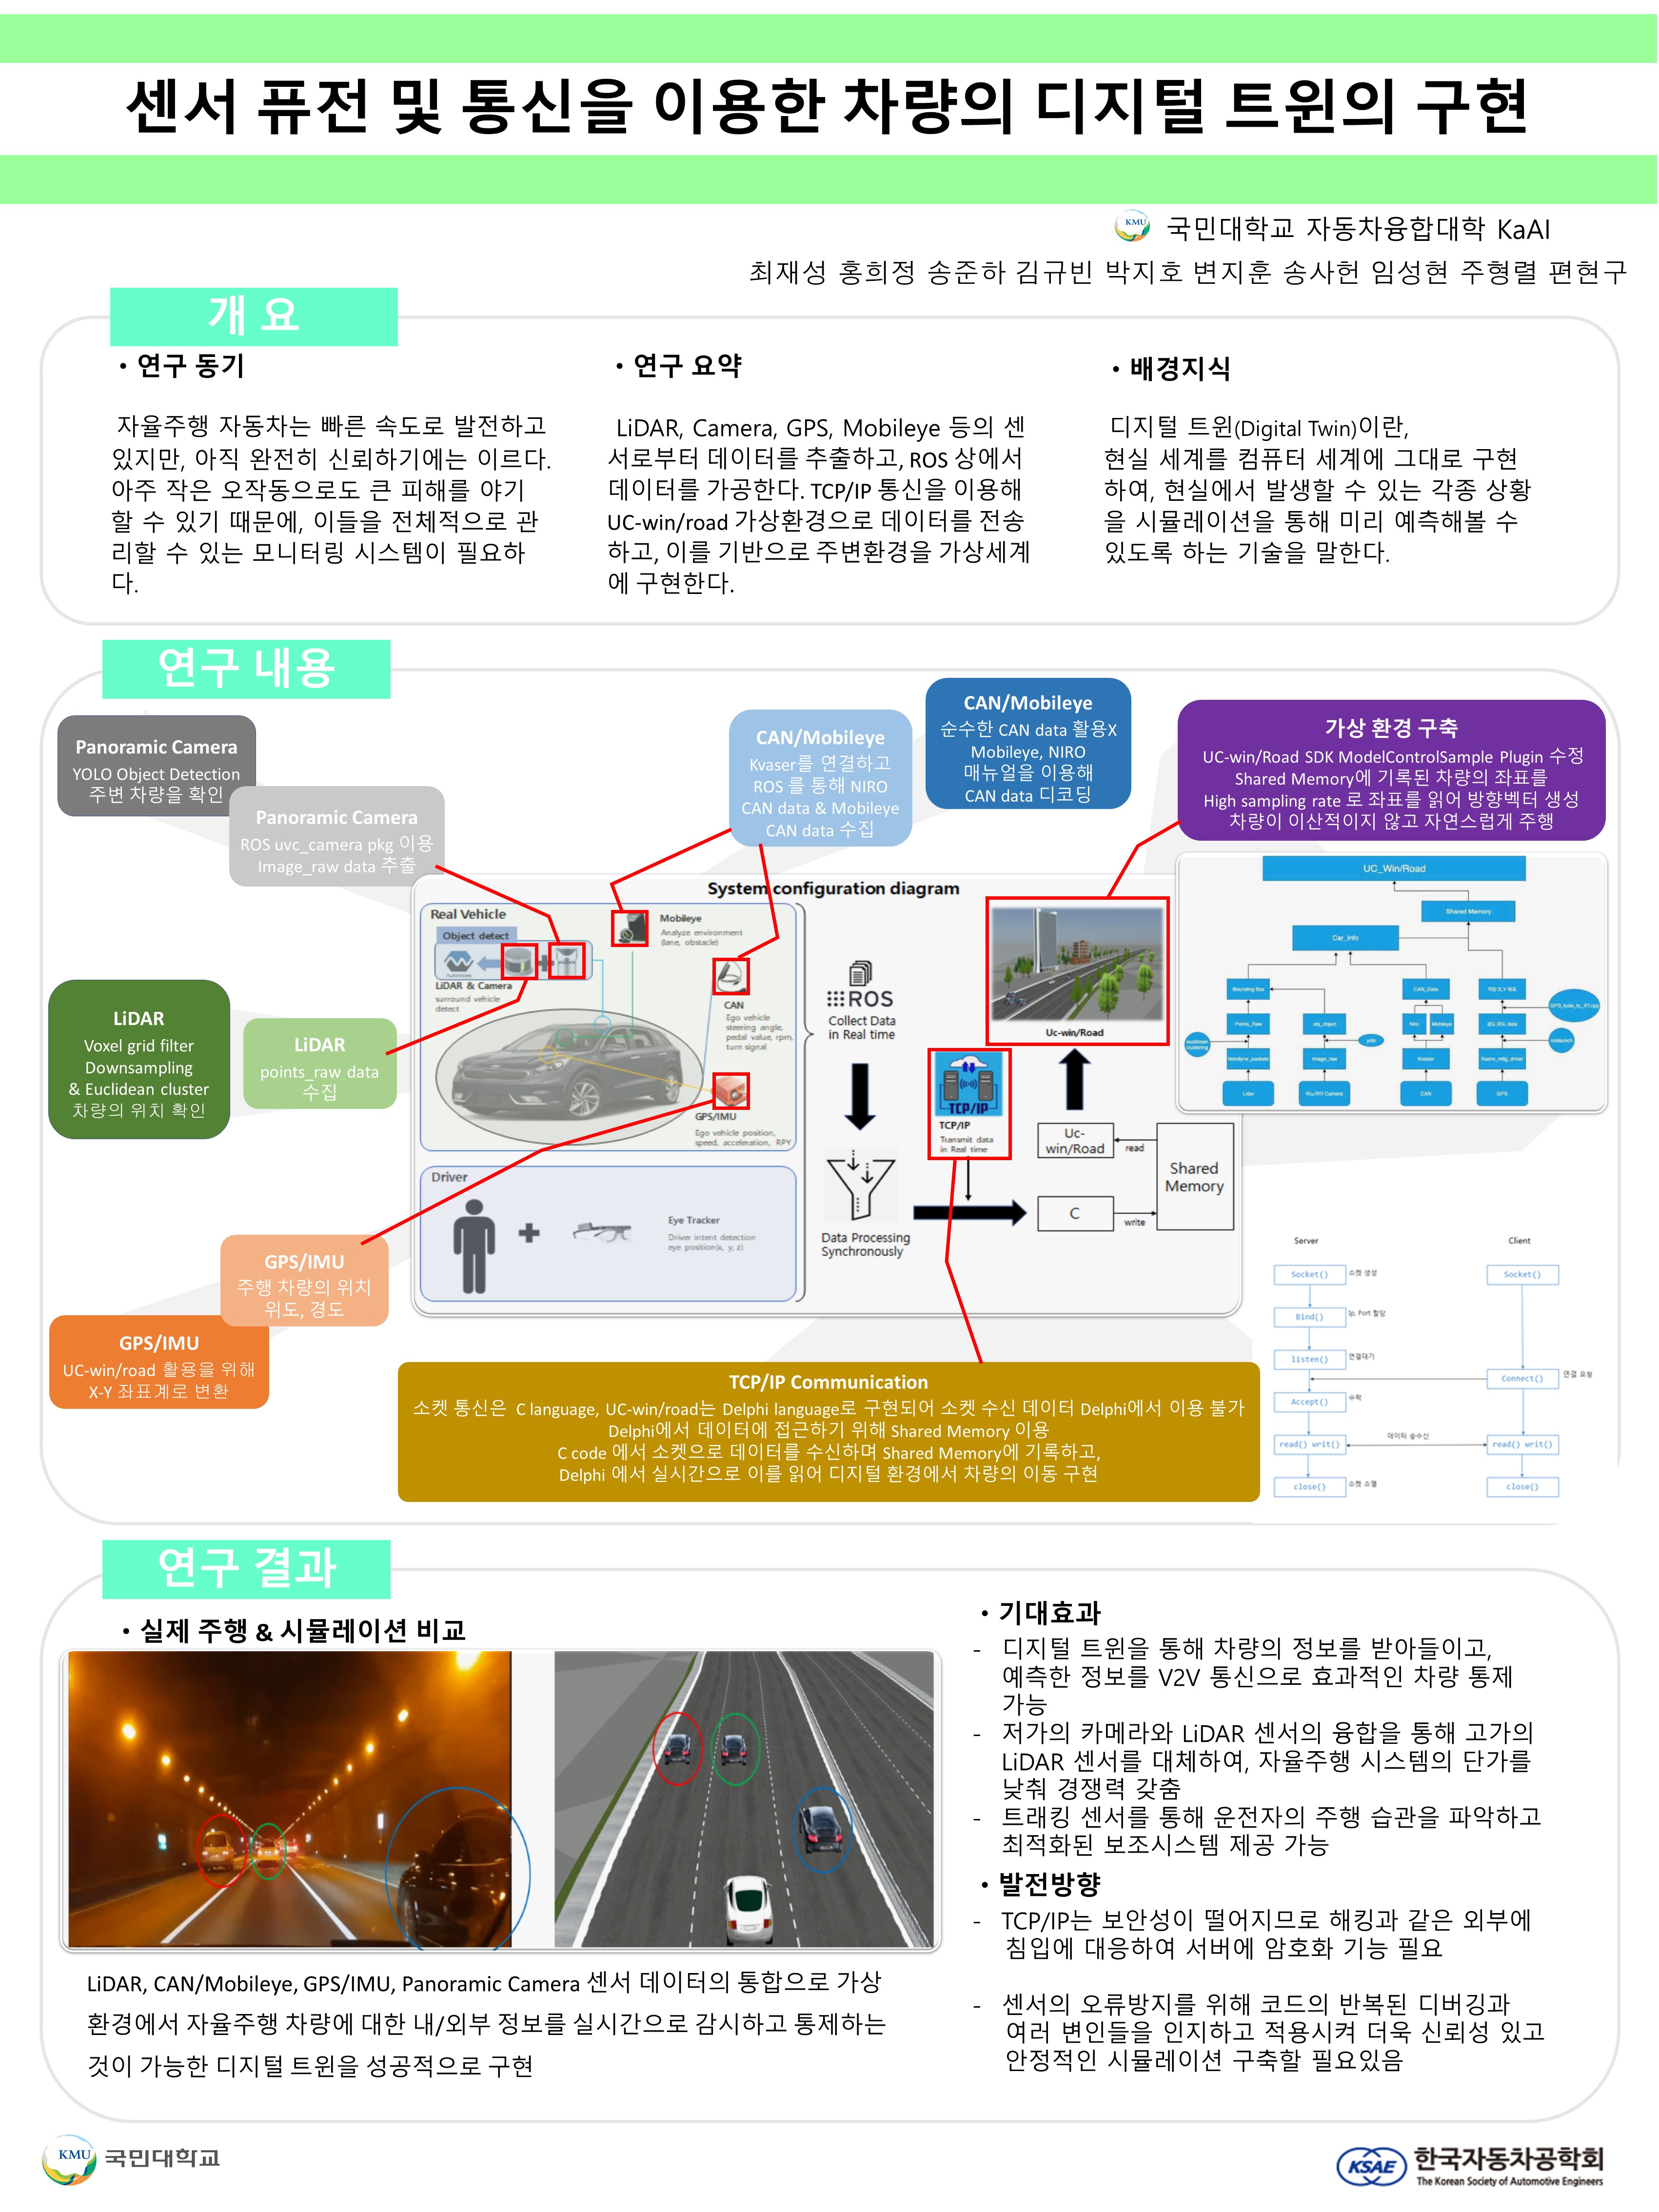 센서 퓨전 및 통신을 이용한 차량의 디지털 트윈의 구현
KMU 국민대학교 자동차융합대학 KaAI
최재성 홍희정 송준하 김규빈 박지호 변지훈 송사헌 임성현 주형렬 편현구
개 요
• 연구 동기
자율주행 자동차는 빠른 속도로 발전하고
있지만, 아직 완전히 신뢰하기에는 이르다.
아주 작은 오작동으로도 큰 피해를 야기
할 수 있기 때문에, 이들을 전체적으로 관
리할 수 있는 모니터링 시스템이 필요하
다.
• 연구 요약
LiDAR, Camera, GPS, Mobileye 등의 센
서로부터 데이터를 추출하고, ROS 상에서
데이터를 가공한다. TCP/IP 통신을 이용해
UC-win/road 가상환경으로 데이터를 전송
하고, 이를 기반으로 주변환경을 가상세계
에 구현한다.
• 배경지식
디지털 트윈(Digital Twin)이란,
현실 세계를 컴퓨터 세계에 그대로 구현
하여, 현실에서 발생할 수 있는 각종 상황
을 시뮬레이션을 통해 미리 예측해볼 수
있도록 하는 기술을 말한다.
연구 내용
Panoramic Camera
YOLO Object Detection
주변 차량을 확인
Panoramic Camera
ROS uvc_camera pkg 이용
Image_raw data 추출
CAN/Mobileye
Kvaser를 연결하고
ROS 를 통해 NIRO
CAN data & Mobileye
CAN data 수집
CAN/Mobileye
순수한 CAN data 활용X
Mobileye, NIRO
매뉴얼을 이용해
CAN data 디코딩
가상 환경 구축
UC-win/Road SDK ModelControlSample Plugin 수정
Shared Memory에 기록된 차량의 좌표를
High sampling rate 로 좌표를 읽어 방향벡터 생성
차량이 이산적이지 않고 자연스럽게 주행
LiDAR
Voxel grid filter
Downsampling
& Euclidean cluster
차량의 위치 확인
LiDAR
points_raw data
수집
GPS/IMU
주행 차량의 위치
위도, 경도
GPS/IMU
UC-win/road 활용을 위해
X-Y 좌표계로 변환
System configuration diagram
Real Vehicle
Object detect
Autoware
LiDAR & Camera
surround vehicle
detect
Mobileye
Analyze environment
(lane, obstacle)
CAN
Ego vehicle
steering angle,
pedal value, rpm,
turn signal
GPS/IMU
Ego vehicle position,
speed, acceleration, RPY
Driver
Eye Tracker
Driver intent detection
eye position(x, y, z)
ROS
Collect Data
in Real time
Data Processing
Synchronously
TCP/IP
TCP/IP
Transmit data
in Real time
Uc-win/Road
Uc-
win/Road
read
C
write
Shared
Memory
UC_Win/Road
Shared Memory
Car_Info
Bounding Box
CAN_Data
Points_Raw
obj_object
Niro
Mobileye
GPS_data_to_XY.cpp
euclidean
clustering
yolo
roslaunch
Velodyne_packets
Image_raw
Kvaser
Xsens_mtig_driver
Lidar
파노라마 Camera
CAN
GPS
Server
Client
Socket()
소켓 생성
Socket()
Bind()
Ip, Port 할당
listen()
연결대기
Connect()
연결 요청
Accept()
수락
read() writ()
데이터 송수신
read() writ()
close()
소켓 소멸
close()
TCP/IP Communication
소켓 통신은 C language, UC-win/road는 Delphi language로 구현되어 소켓 수신 데이터 Delphi에서 이용 불가
Delphi에서 데이터에 접근하기 위해 Shared Memory 이용
C code 에서 소켓으로 데이터를 수신하며 Shared Memory에 기록하고,
Delphi 에서 실시간으로 이를 읽어 디지털 환경에서 차량의 이동 구현
연구 결과
• 실제 주행 & 시뮬레이션 비교
LiDAR, CAN/Mobileye, GPS/IMU, Panoramic Camera 센서 데이터의 통합으로 가상
환경에서 자율주행 차량에 대한 내/외부 정보를 실시간으로 감시하고 통제하는
것이 가능한 디지털 트윈을 성공적으로 구현
• 기대효과
- 디지털 트윈을 통해 차량의 정보를 받아들이고,
예측한 정보를 V2V 통신으로 효과적인 차량 통제
가능
- 저가의 카메라와 LiDAR 센서의 융합을 통해 고가의
LiDAR 센서를 대체하여, 자율주행 시스템의 단가를
낮춰 경쟁력 갖춤
- 트래킹 센서를 통해 운전자의 주행 습관을 파악하고
최적화된 보조시스템 제공 가능
• 발전방향
- TCP/IP는 보안성이 떨어지므로 해킹과 같은 외부에
침입에 대응하여 서버에 암호화 기능 필요
- 센서의 오류방지를 위해 코드의 반복된 디버깅과
여러 변인들을 인지하고 적용시켜 더욱 신뢰성 있고
안정적인 시뮬레이션 구축할 필요있음
KMU 국민대학교
KSAE 한국자동차공학회
The Korean Society of Automotive Engineers